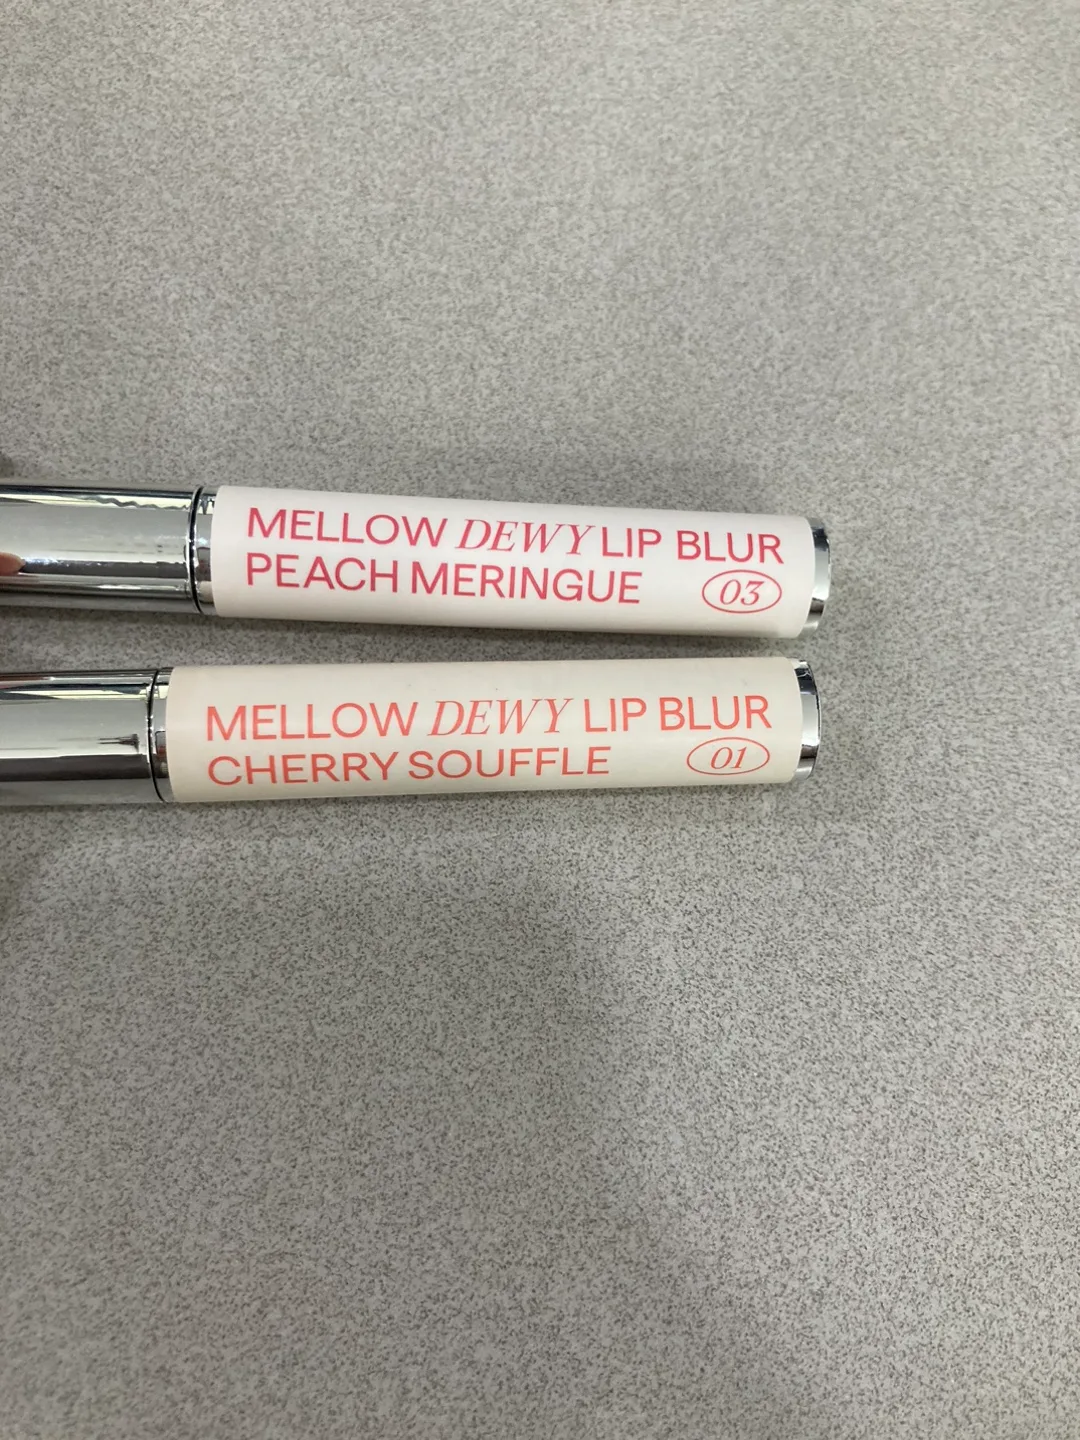 MELLOW DEWY LIP BLUR
PEACH MERINGUE 03
MELLOW DEWY LIP BLUR
CHERRY SOUFFLE 01